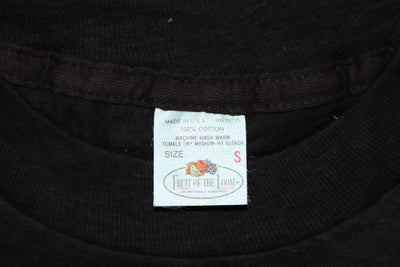 MADE IN U.S.A.
100% COTTON
MACHINE WASH WARM
TUMBLE DRY MEDIUM-NO BLEACH
SIZE S
FRUIT OF THE LOOM